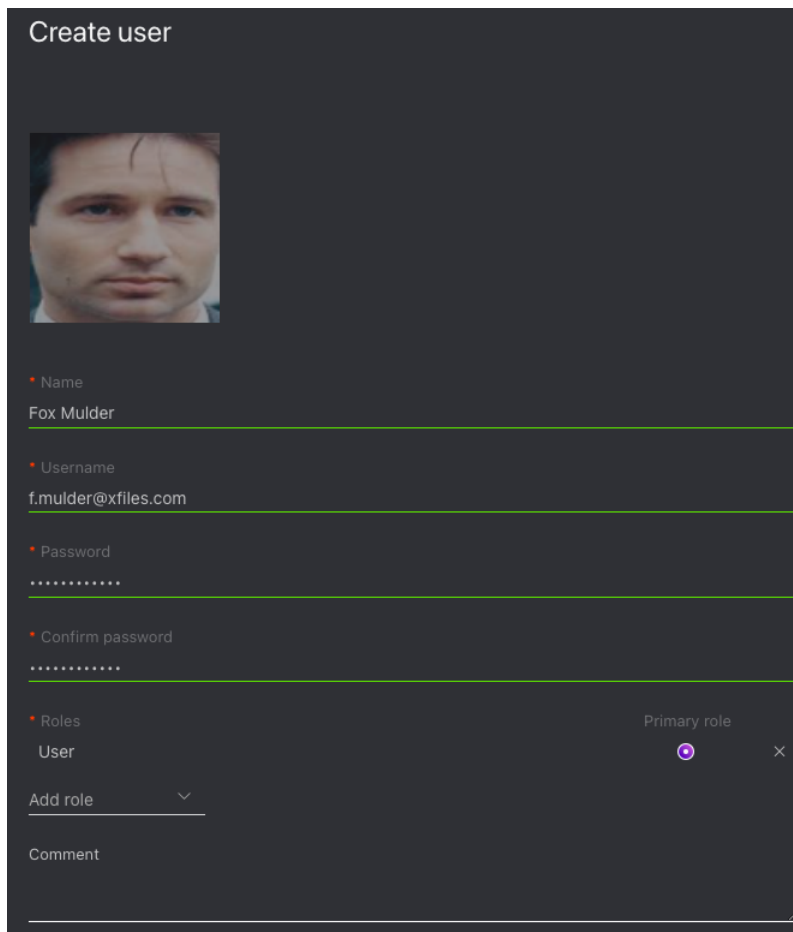 Create user
* Name
Fox Mulder
* Username
f.mulder@xfiles.com
* Password
••••••••••••
* Confirm password
••••••••••••
* Roles Primary role
User
Add role
Comment